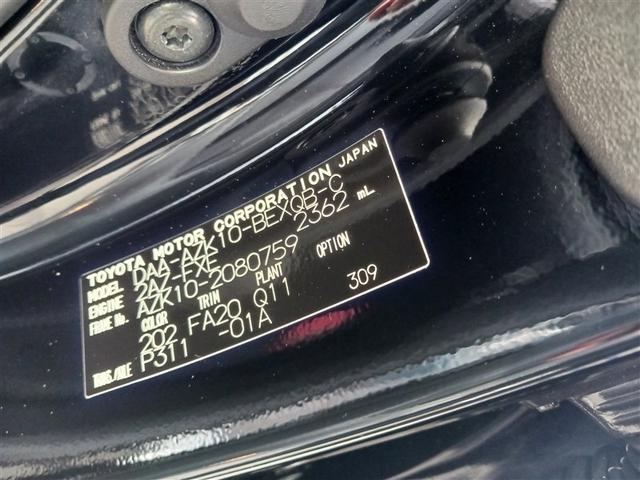 TOYOTA MOTOR CORPORATION JAPAN
MODEL DAA-AZK10-BEXQB-C
ENGINE 2AZ-FXE 2362 mL
FRAME No. AZK10-2080759
COLOR TRIM PLANT OPTION
202 FA20 Q11 309
TRANS/AXLE P311 -01A